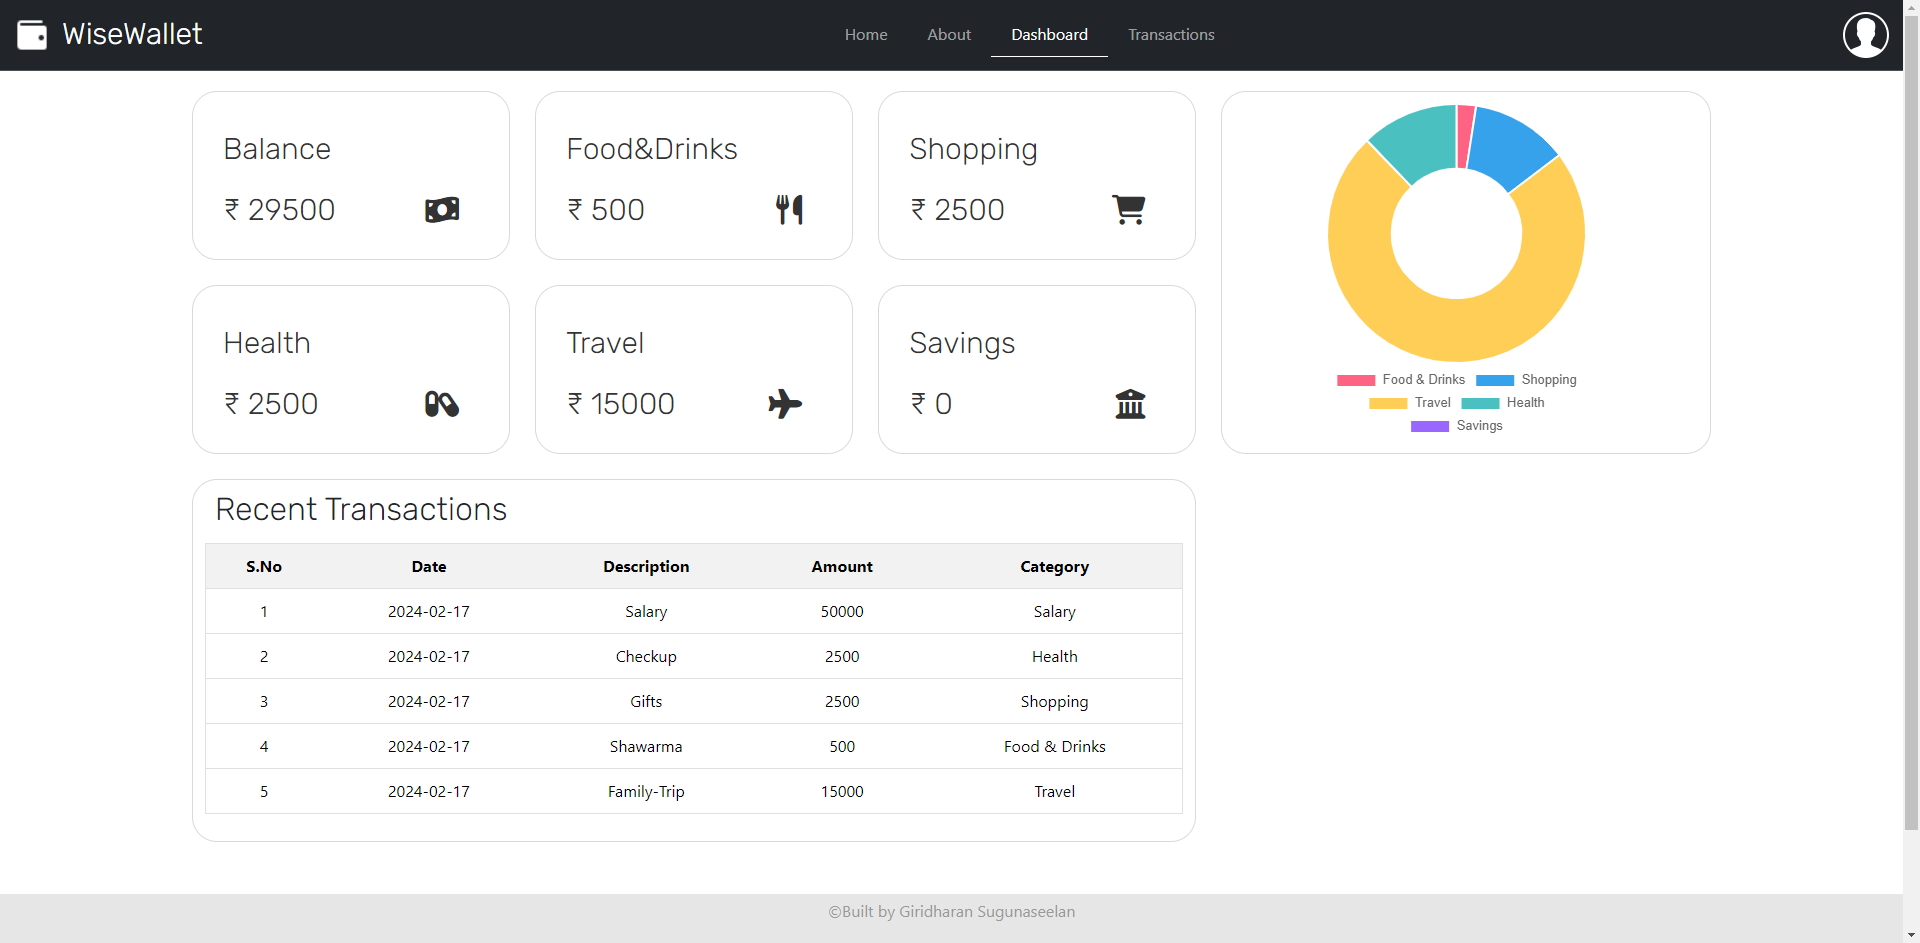 WiseWallet
Home About Dashboard Transactions
Balance
₹ 29500
Food&Drinks
₹ 500
Shopping
₹ 2500
Health
₹ 2500
Travel
₹ 15000
Savings
₹ 0
Food & Drinks Shopping
Travel Health
Savings
Recent Transactions
S.No Date Description Amount Category
1 2024-02-17 Salary 50000 Salary
2 2024-02-17 Checkup 2500 Health
3 2024-02-17 Gifts 2500 Shopping
4 2024-02-17 Shawarma 500 Food & Drinks
5 2024-02-17 Family-Trip 15000 Travel
©Built by Giridharan Sugunaseelan